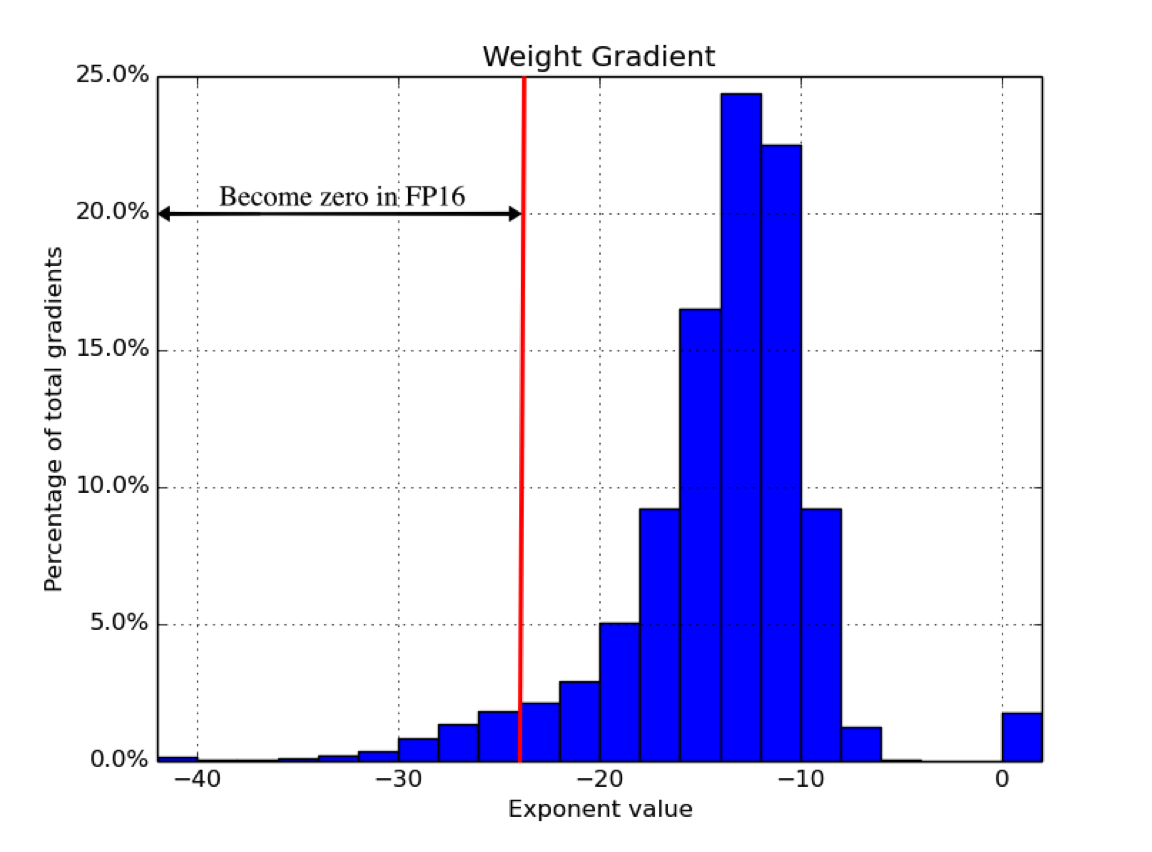 Weight Gradient
25.0%
Become zero in FP16
20.0%
15.0%
10.0%
5.0%
0.0%
Percentage of total gradients
−40 −30 −20 −10 0
Exponent value